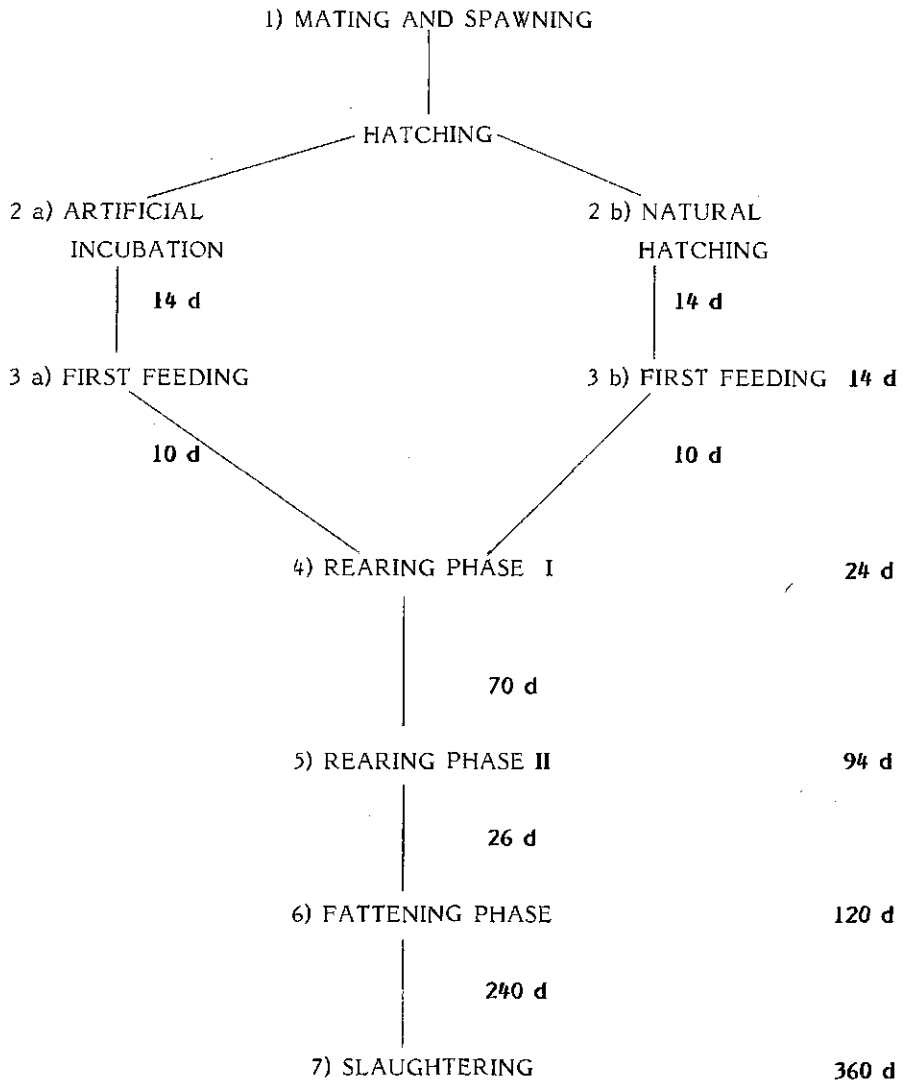 1) MATING AND SPAWNING
HATCHING
2 a) ARTIFICIAL 2 b) NATURAL
INCUBATION HATCHING
14 d 14 d
3 a) FIRST FEEDING 3 b) FIRST FEEDING 14 d
10 d 10 d
4) REARING PHASE I 24 d
70 d
5) REARING PHASE II 94 d
26 d
6) FATTENING PHASE 120 d
240 d
7) SLAUGHTERING 360 d